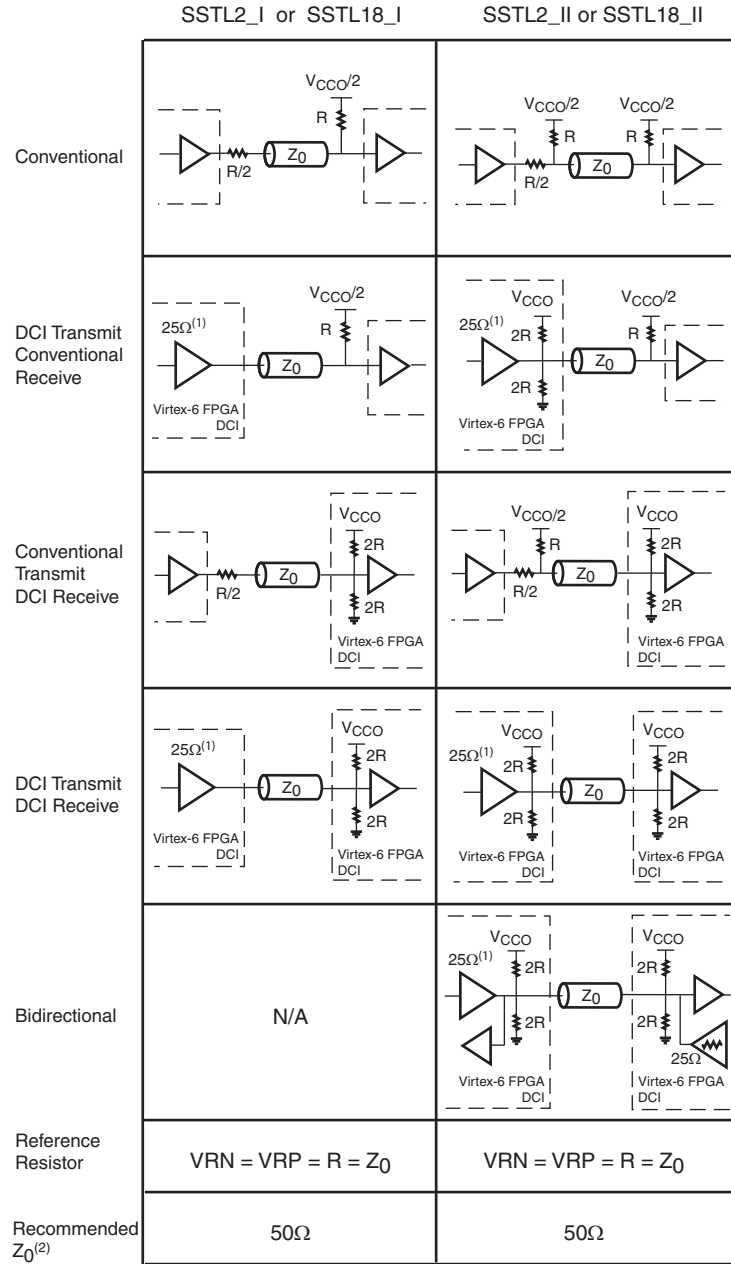 SSTL2_I or SSTL18_I
SSTL2_II or SSTL18_II
Conventional
R/2
Z0
R
VCCO/2
R/2
VCCO/2
R
Z0
VCCO/2
R
DCI Transmit
Conventional
Receive
25Ω(1)
Virtex-6 FPGA
DCI
Z0
VCCO/2
R
25Ω(1)
VCCO
2R
2R
Virtex-6 FPGA
DCI
Z0
VCCO/2
R
Conventional
Transmit
DCI Receive
R/2
Z0
VCCO
2R
2R
Virtex-6 FPGA
DCI
R/2
VCCO/2
R
Z0
VCCO
2R
2R
Virtex-6 FPGA
DCI
DCI Transmit
DCI Receive
25Ω(1)
Virtex-6 FPGA
DCI
Z0
VCCO
2R
2R
Virtex-6 FPGA
DCI
25Ω(1)
VCCO
2R
2R
Virtex-6 FPGA
DCI
Z0
VCCO
2R
2R
Virtex-6 FPGA
DCI
Bidirectional
N/A
25Ω(1)
VCCO
2R
2R
Virtex-6 FPGA
DCI
Z0
VCCO
2R
2R
25Ω
Virtex-6 FPGA
DCI
Reference
Resistor
VRN = VRP = R = Z0
VRN = VRP = R = Z0
Recommended
Z0(2)
50Ω
50Ω